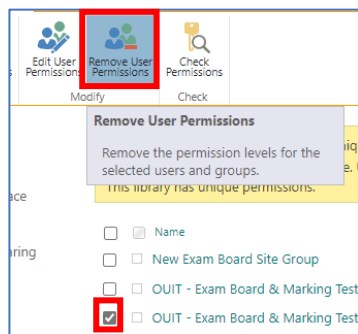 Edit User Permissions
Remove User Permissions
Check Permissions
Modify
Check
Remove User Permissions
Remove the permission levels for the
selected users and groups.
This library has unique permissions.
Name
New Exam Board Site Group
OUIT - Exam Board & Marking Test
OUIT - Exam Board & Marking Test